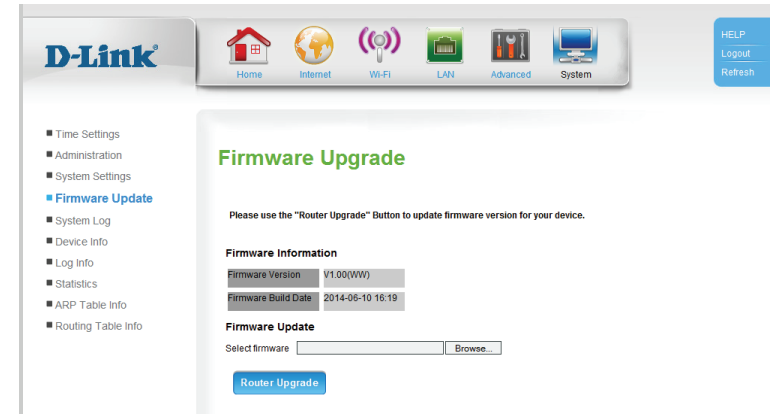 D-Link
Home Internet Wi-Fi LAN Advanced System
HELP
Logout
Refresh
Time Settings
Administration
System Settings
Firmware Update
System Log
Device Info
Log Info
Statistics
ARP Table Info
Routing Table Info
Firmware Upgrade
Please use the "Router Upgrade" Button to update firmware version for your device.
Firmware Information
Firmware Version V1.00(WW)
Firmware Build Date 2014-06-10 16:19
Firmware Update
Select firmware Browse...
Router Upgrade